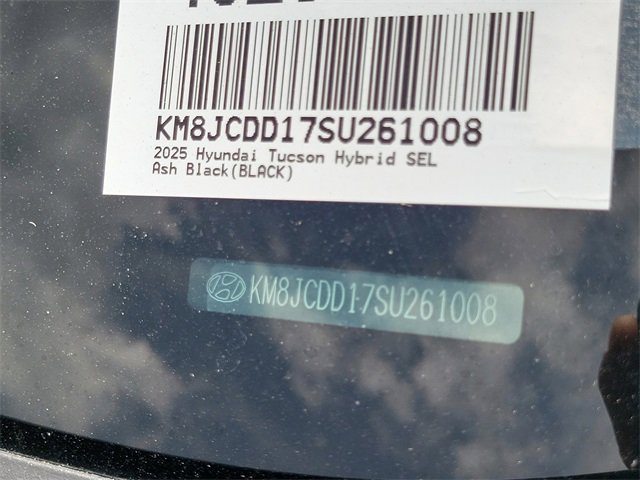 KM8JCDD17SU261008
2025 Hyundai Tucson Hybrid SEL
Ash Black(BLACK)
KM8JCDD17SU261008